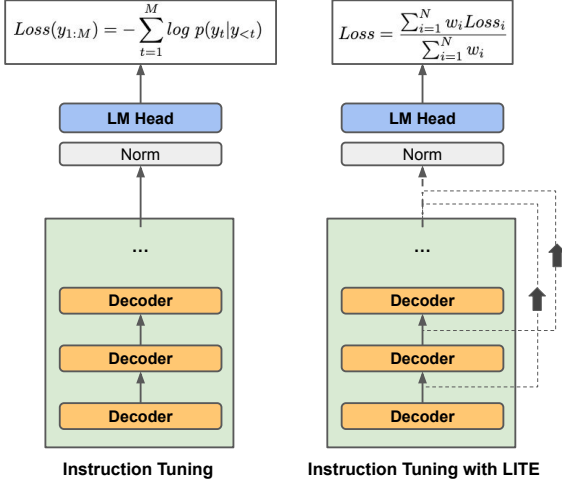 Loss(y_{1:M}) = -\sum_{t=1}^{M} log p(y_t|y_{<t})
LM Head
Norm
...
Decoder
Decoder
Decoder
Instruction Tuning
Loss = \frac{\sum_{i=1}^{N} w_i Loss_i}{\sum_{i=1}^{N} w_i}
LM Head
Norm
...
Decoder
Decoder
Decoder
Instruction Tuning with LITE